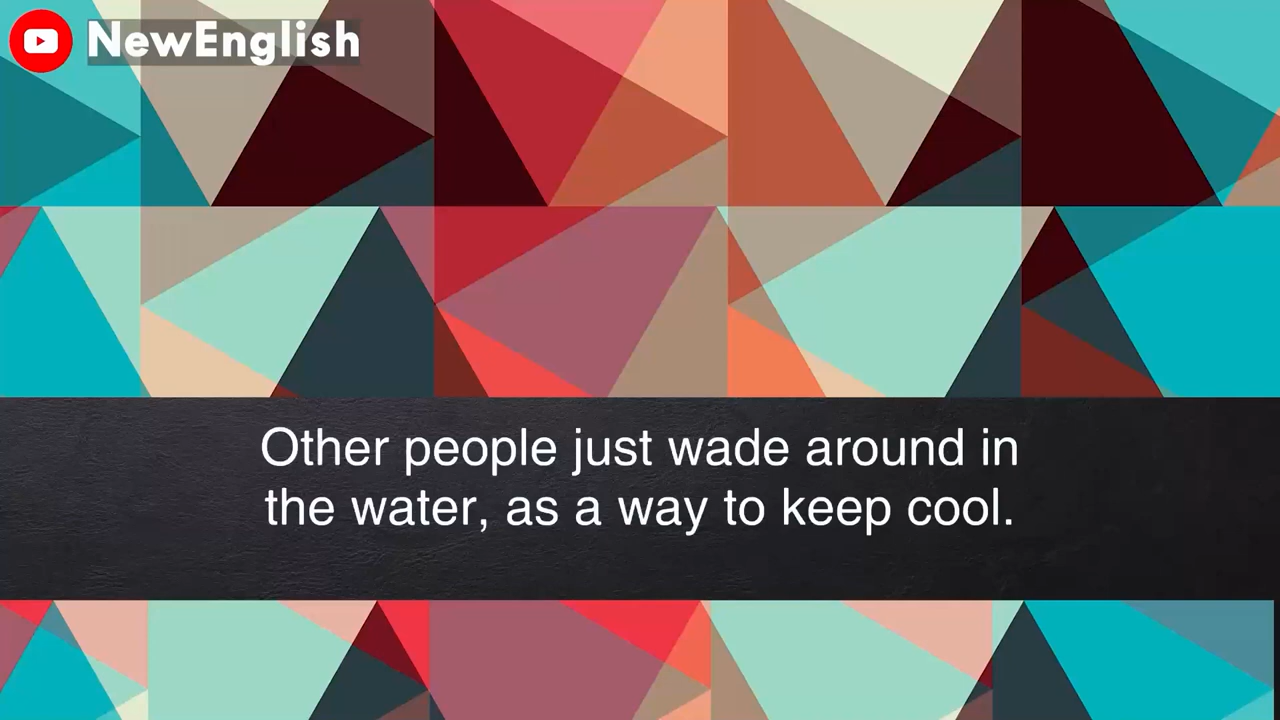 NewEnglish
Other people just wade around in
the water, as a way to keep cool.